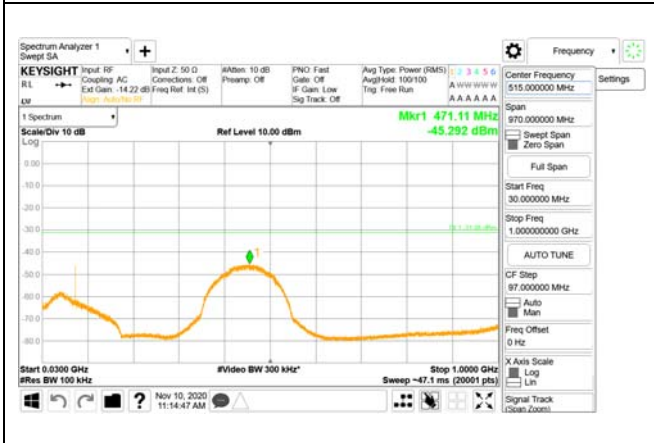 Spectrum Analyzer 1
Swept SA
Frequency
KEYSIGHT
Input: RF
Coupling: AC
Ext Gain: -14.22 dB
Align: Auto/No RF
Input Z: 50 Ω
Corrections: Off
Freq Ref: Int (S)
#Atten: 10 dB
Preamp: Off
PNO: Fast
Gate: Off
IF Gain: Low
Sig Track: Off
Avg Type: Power (RMS)
Avg|Hold: 100/100
Trig: Free Run
1 2 3 4 5 6
A W W W W W
A A A A A A
RL
1 Spectrum
Scale/Div 10 dB
Log
Ref Level 10.00 dBm
Mkr1 471.11 MHz
-45.292 dBm
0.00
-10.0
-20.0
-30.0
-40.0
-50.0
-60.0
-70.0
-80.0
1
Start 0.0300 GHz
#Res BW 100 kHz
#Video BW 300 kHz*
Stop 1.0000 GHz
Sweep ~47.1 ms (20001 pts)
Nov 10, 2020
11:14:47 AM
Center Frequency
515.000000 MHz
Settings
Span
970.000000 MHz
Swept Span
Zero Span
Full Span
Start Freq
30.000000 MHz
Stop Freq
1.000000000 GHz
AUTO TUNE
CF Step
97.000000 MHz
Auto
Man
Freq Offset
0 Hz
X Axis Scale
Log
Lin
Signal Track
(Span Zoom)